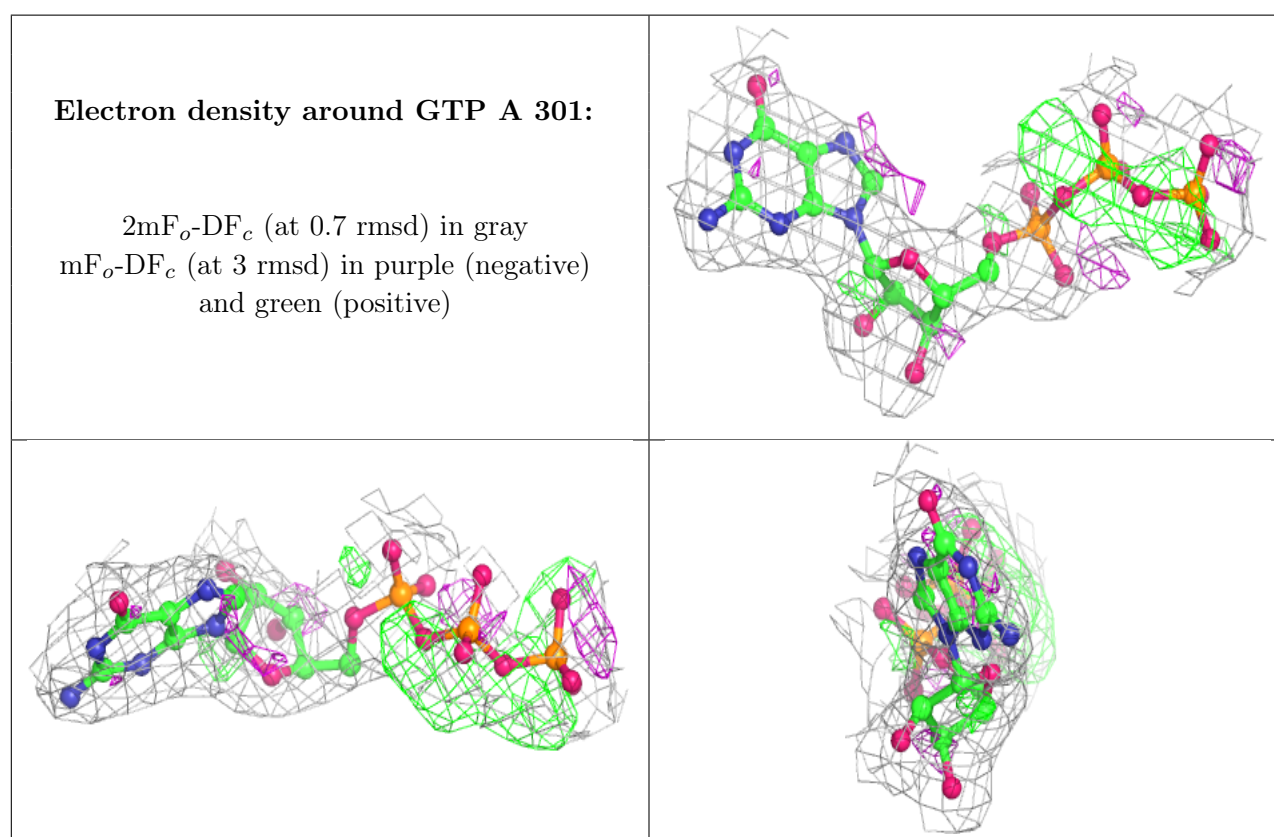 Electron density around GTP A 301:
2mFo-DFc (at 0.7 rmsd) in gray
mFo-DFc (at 3 rmsd) in purple (negative)
and green (positive)